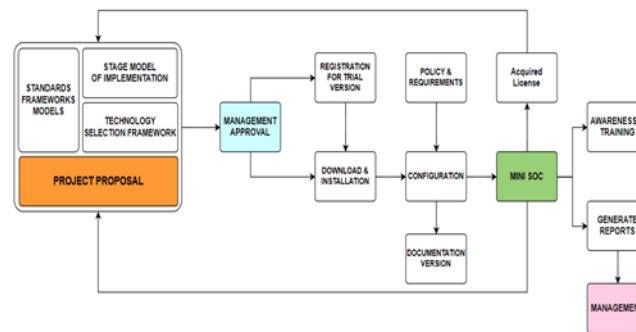 STANDARDS
FRAMEWORKS
MODELS
STAGE MODEL
OF IMPLEMENTATION
TECHNOLOGY
SELECTION FRAMEWORK
PROJECT PROPOSAL
MANAGEMENT
APPROVAL
REGISTRATION
FOR TRIAL
VERSION
DOWNLOAD &
INSTALLATION
POLICY &
REQUIREMENTS
CONFIGURATION
DOCUMENTATION
VERSION
Acquired
License
MINI SOC
AWARENESS
TRAINING
GENERATE
REPORTS
MANAGEMENT